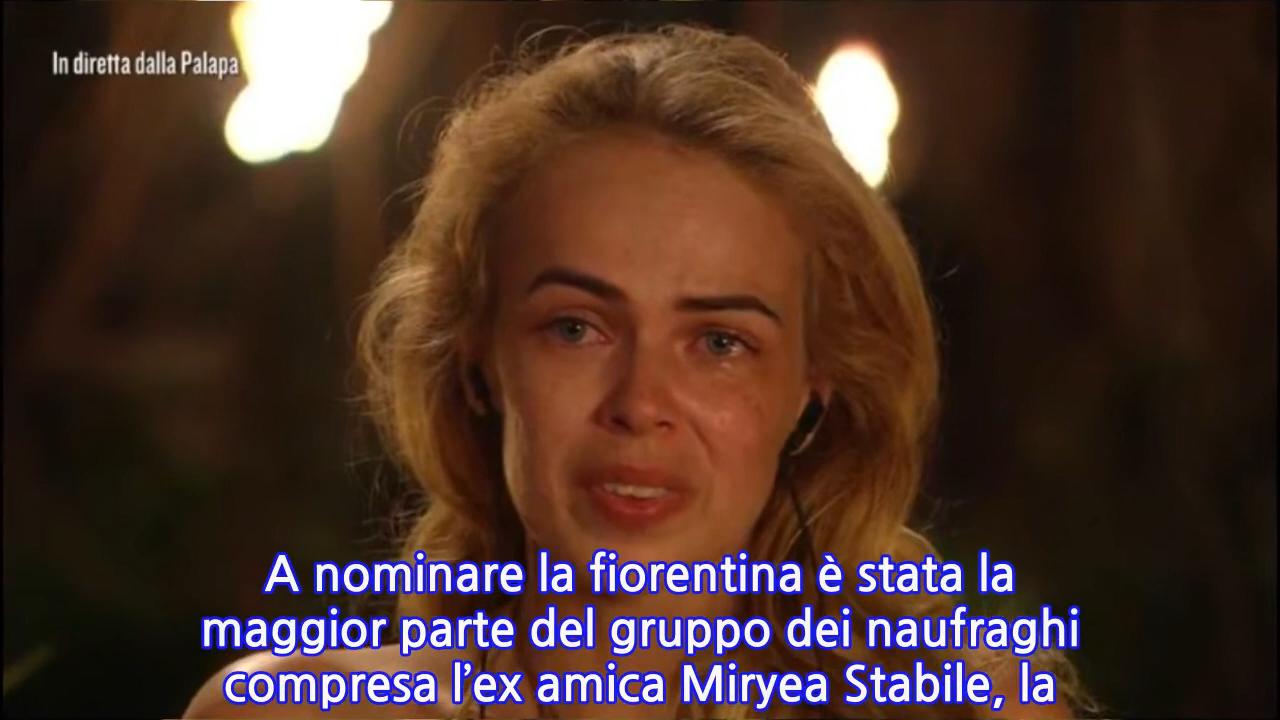 In diretta dalla Palapa
A nominare la fiorentina è stata la
maggior parte del gruppo dei naufraghi
compresa l'ex amica Miryea Stabile, la